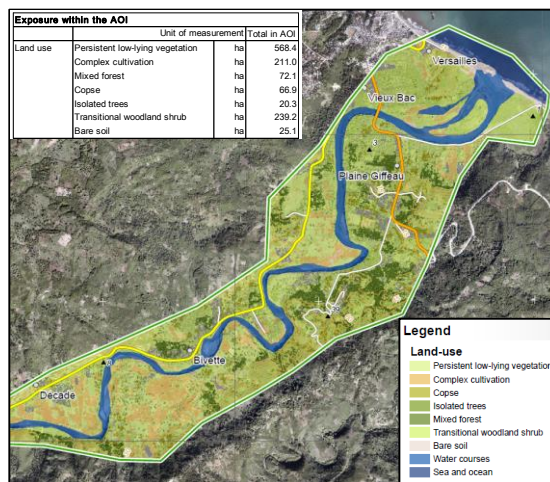 Exposure within the AOI
Unit of measurement Total in AOI
Land use Persistent low-lying vegetation ha 568.4
Complex cultivation ha 211.0
Mixed forest ha 72.1
Copse ha 66.9
Isolated trees ha 20.3
Transitional woodland shrub ha 239.2
Bare soil ha 25.1
Versailles
Vieux Bac
3
Plaine Giffeau
Bivette
Décade
Legend
Land-use
Persistent low-lying vegetation
Complex cultivation
Copse
Isolated trees
Mixed forest
Transitional woodland shrub
Bare soil
Water courses
Sea and ocean